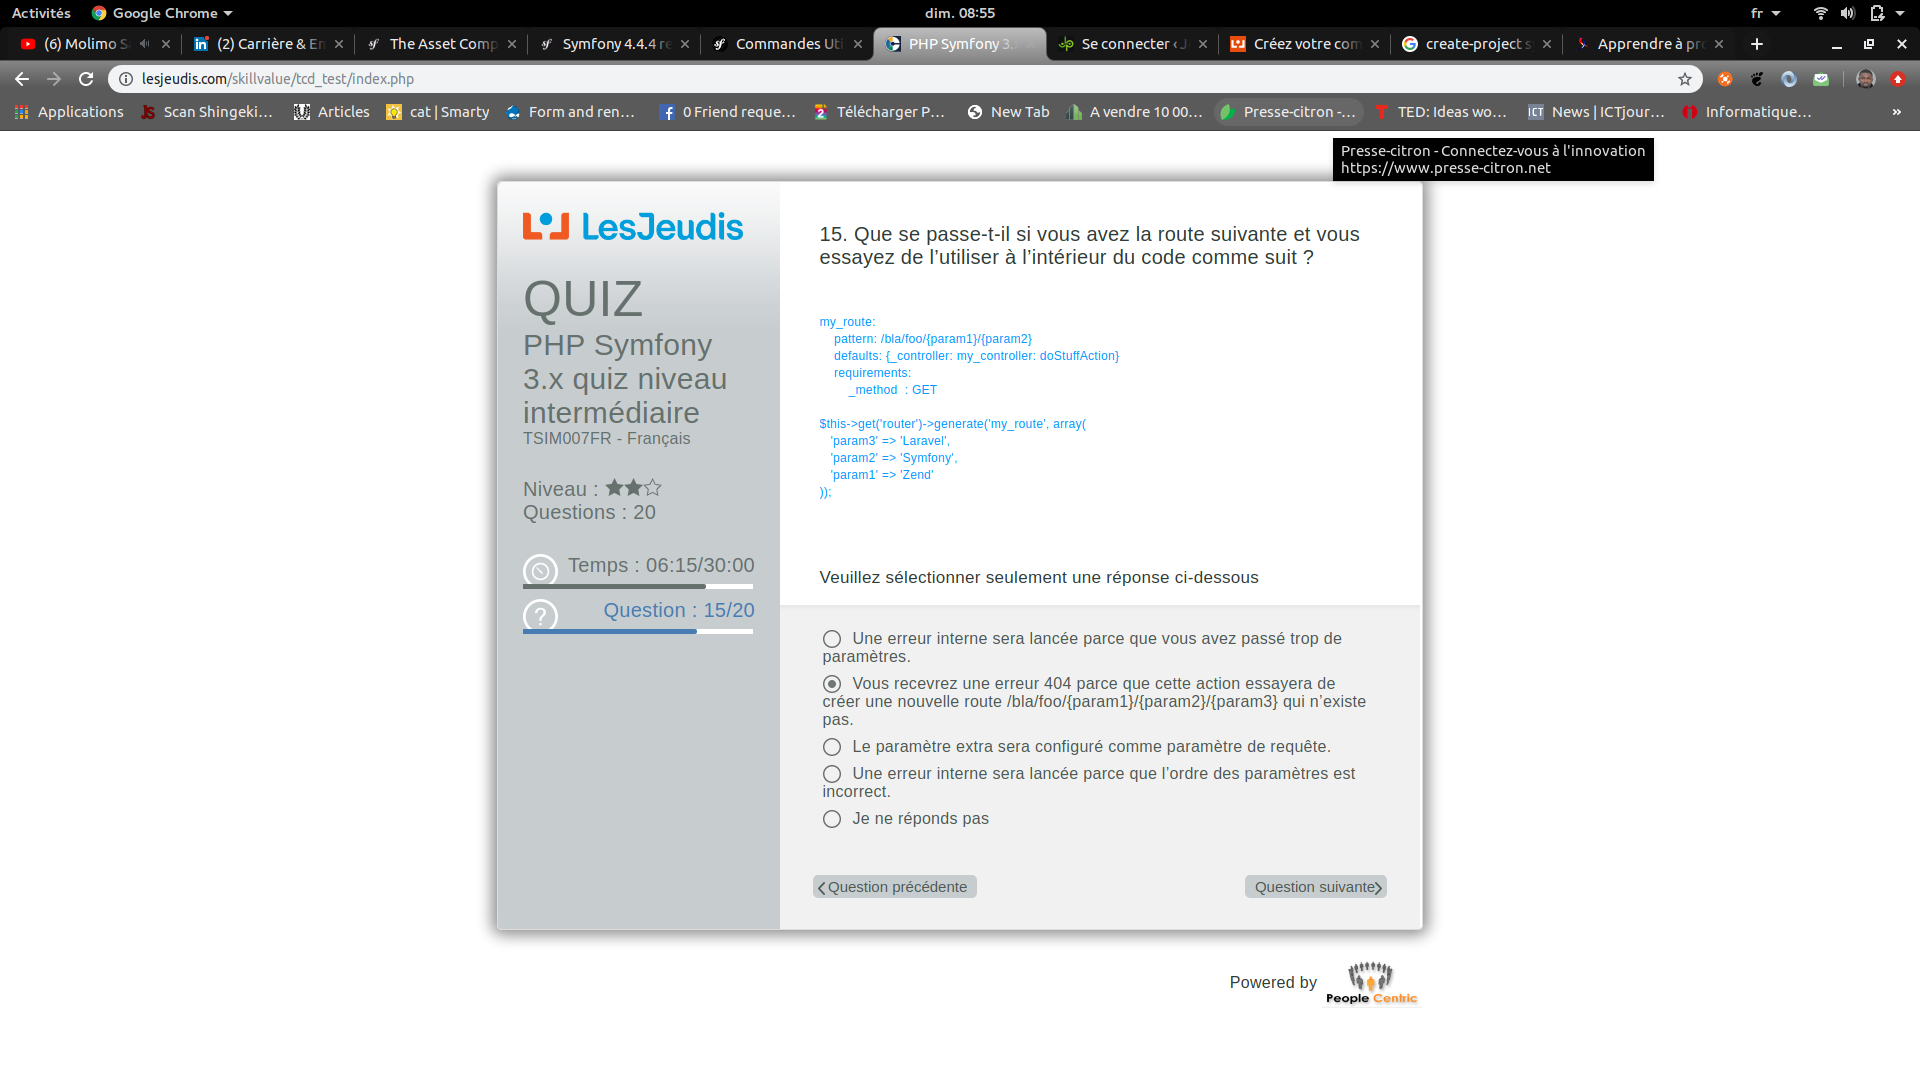 Activités
Google Chrome
dim. 08:55
fr
(6) Molimo S
(2) Carrière & En
The Asset Comp
Symfony 4.4.4 re
Commandes Uti
PHP Symfony 3.
Se connecter ‹ J
Créez votre com
create-project s
Apprendre à pr
lesjeudis.com/skillvalue/tcd_test/index.php
Applications
Scan Shingeki...
Articles
cat | Smarty
Form and ren...
0 Friend reque...
Télécharger P...
New Tab
A vendre 10 00...
Presse-citron -...
TED: Ideas wo...
ICT
News | ICTjour...
Informatique...
»
Presse-citron - Connectez-vous à l'innovation
https://www.presse-citron.net
LesJeudis
QUIZ
PHP Symfony
3.x quiz niveau
intermédiaire
TSIM007FR - Français
Niveau : ★★☆
Questions : 20
Temps : 06:15/30:00
? Question : 15/20
15. Que se passe-t-il si vous avez la route suivante et vous
essayez de l’utiliser à l’intérieur du code comme suit ?
my_route:
pattern: /bla/foo/{param1}/{param2}
defaults: {_controller: my_controller: doStuffAction}
requirements:
_method : GET
$this->get('router')->generate('my_route', array(
'param3' => 'Laravel',
'param2' => 'Symfony',
'param1' => 'Zend'
));
Veuillez sélectionner seulement une réponse ci-dessous
Une erreur interne sera lancée parce que vous avez passé trop de
paramètres.
Vous recevrez une erreur 404 parce que cette action essayera de
créer une nouvelle route /bla/foo/{param1}/{param2}/{param3} qui n’existe
pas.
Le paramètre extra sera configuré comme paramètre de requête.
Une erreur interne sera lancée parce que l’ordre des paramètres est
incorrect.
Je ne réponds pas
Question précédente
Question suivante
Powered by
People Centric